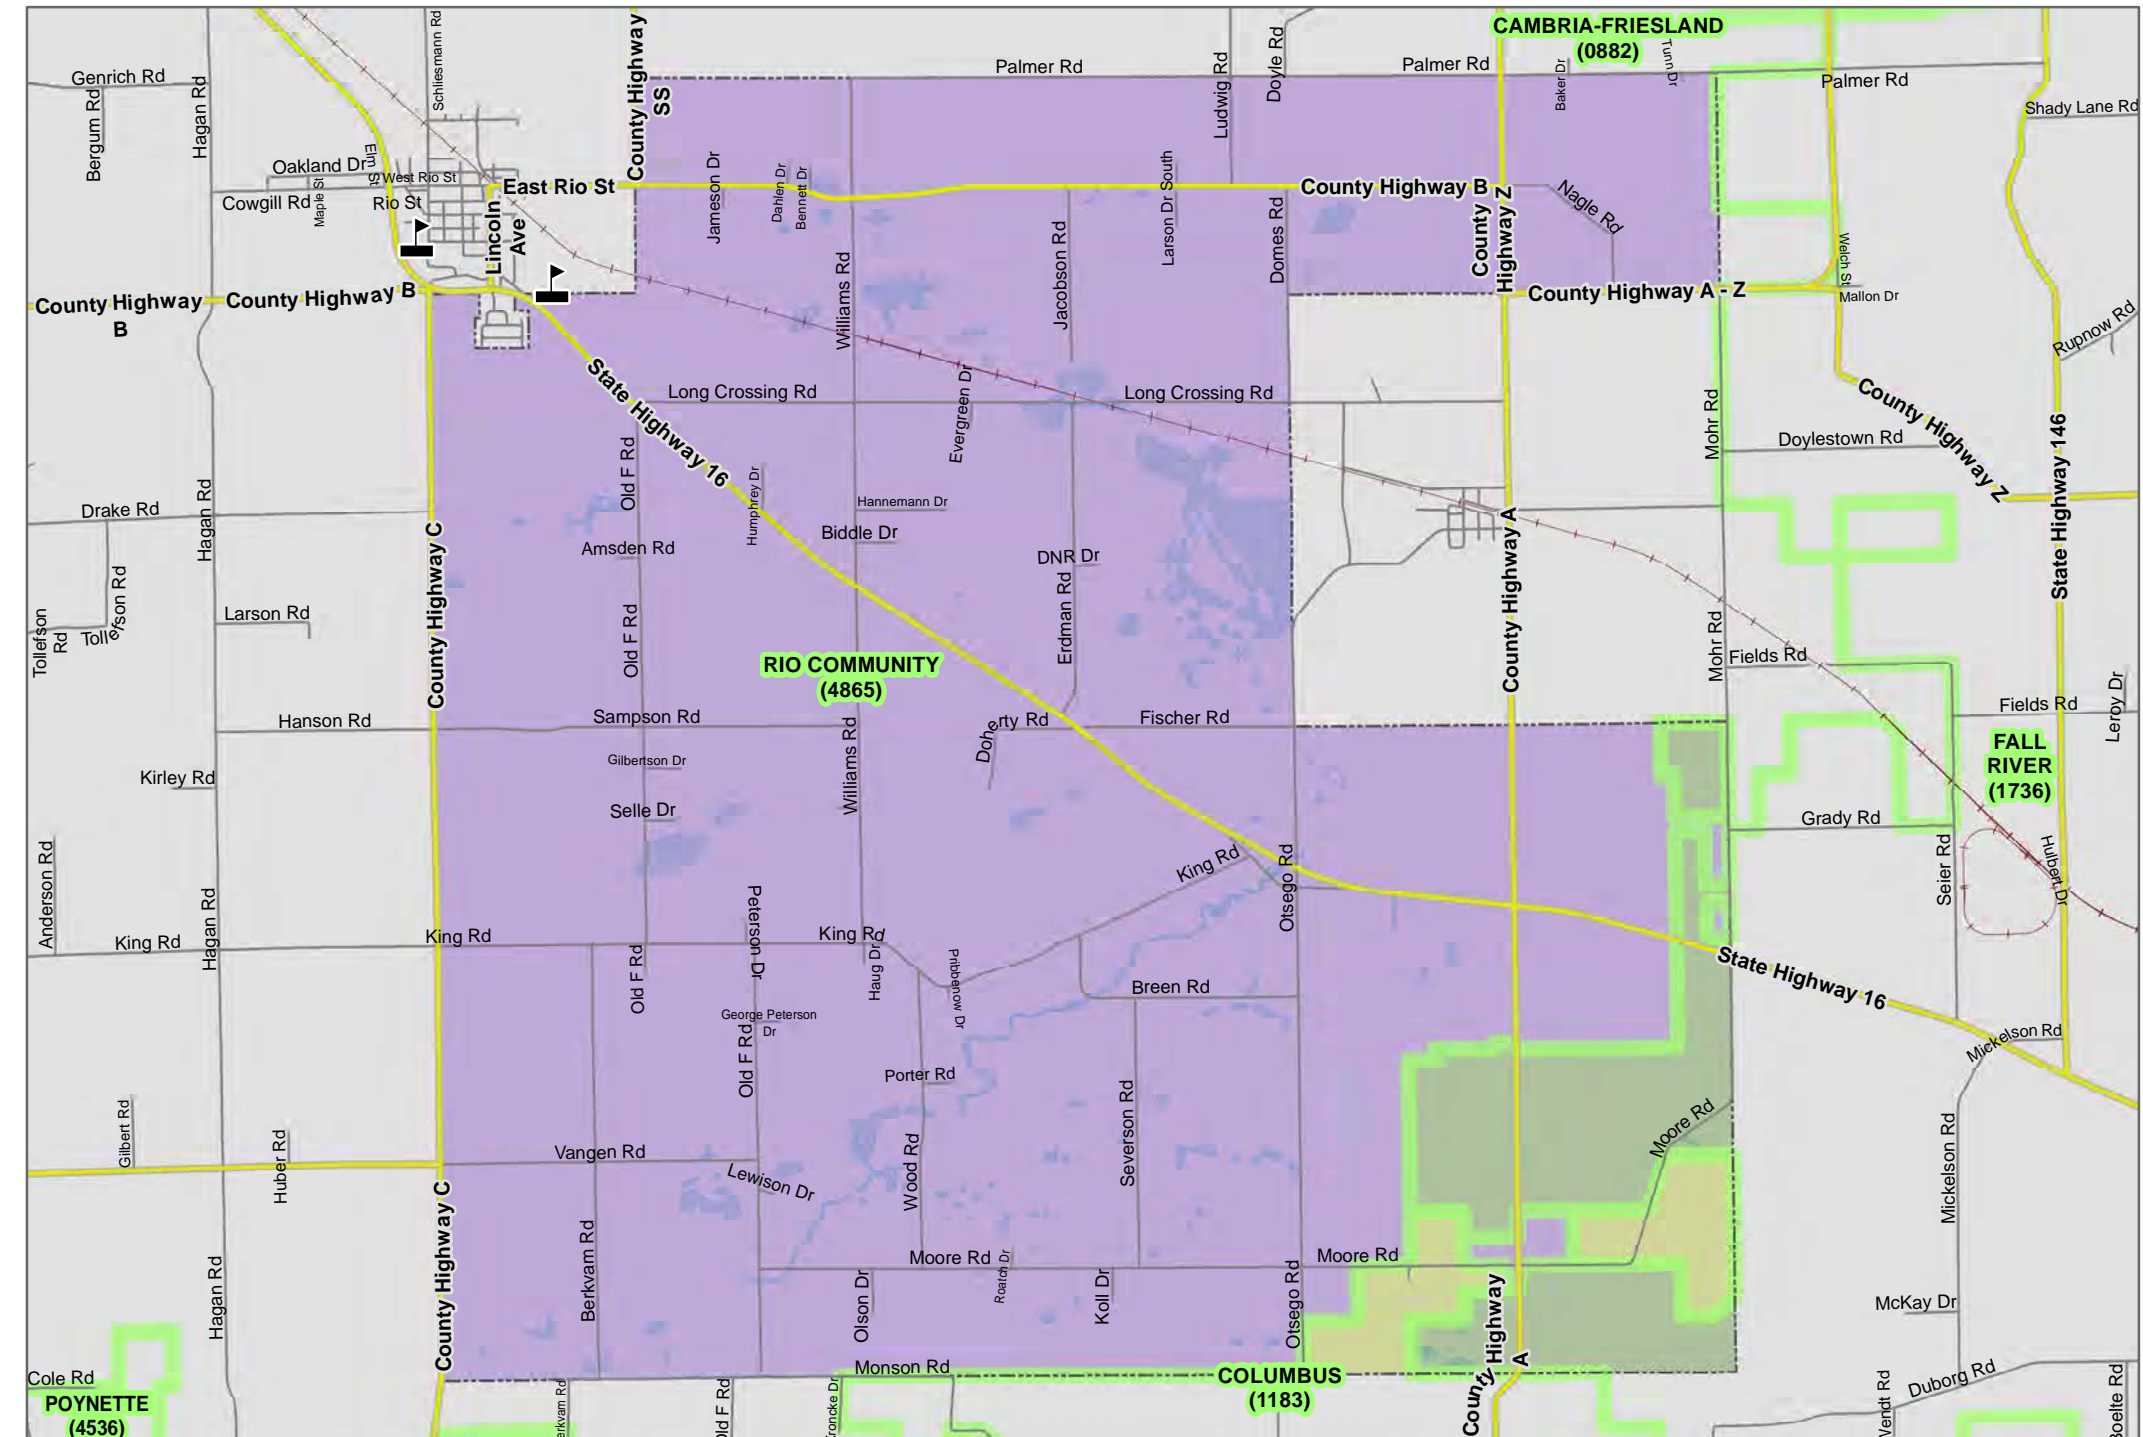 CAMBRIA-FRIESLAND
(0882)
County Highway
SS
Schliesmann Rd
Genrich Rd
Bergum Rd
Hagan Rd
Palmer Rd
Ludwig Rd
Doyle Rd
Palmer Rd
Baker Dr
Tunn Dr
Palmer Rd
Shady Lane Rd
Oakland Dr
Elm St
West Rio St
East Rio St
Cowgill Rd
Maple St
Rio St
Lincoln
Ave
Jameson Dr
Dahlen Dr
Bennett Dr
Larson Dr South
County Highway B
County
Highway Z
Nagle Rd
Domes Rd
Jacobson Rd
Williams Rd
Welch St
Mallon Dr
County Highway
B
County Highway B
County Highway A - Z
Rupnow Rd
State Highway 16
Long Crossing Rd
Evergreen Dr
Long Crossing Rd
Mohr Rd
County Highway Z
Doylestown Rd
State Highway 146
Old F Rd
Humphrey Dr
Hannemann Dr
Biddle Dr
Drake Rd
Hagan Rd
Amsden Rd
DNR Dr
County Highway A
County Highway C
Tollefson Rd
Tollefson
Rd
Larson Rd
Old F Rd
Erdman Rd
Mohr Rd
Fields Rd
RIO COMMUNITY
(4865)
Hanson Rd
Sampson Rd
Williams Rd
Doherty Rd
Fischer Rd
Fields Rd
Leroy Dr
FALL
RIVER
(1736)
Kirley Rd
Gilbertson Dr
Selle Dr
Grady Rd
Anderson Rd
Hagan Rd
King Rd
Otsego Rd
Seier Rd
Hulbert Dr
King Rd
King Rd
Old F Rd
Peterson Dr
King Rd
Haug Dr
Pribbenow Dr
State Highway 16
Breen Rd
George Peterson
Dr
Old F Rd
Porter Rd
Mickelson Rd
Gilbert Rd
Huber Rd
Vangen Rd
Lewison Dr
Wood Rd
Severson Rd
Moore Rd
Mickelson Rd
County Highway C
Berkvam Rd
Hagan Rd
Moore Rd
Roatch Dr
Olson Dr
Koll Dr
Otsego Rd
Moore Rd
County Highway
A
McKay Dr
Cole Rd
POYNETTE
(4536)
Monson Rd
COLUMBUS
(1183)
County
Duborg Rd